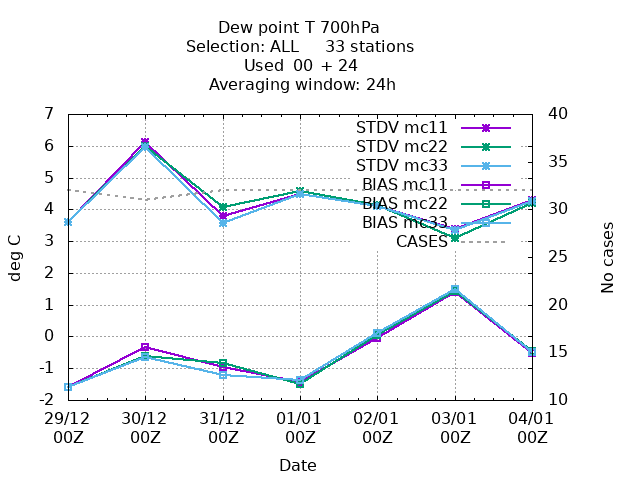 Dew point T 700hPa
Selection: ALL 33 stations
Used 00 + 24
Averaging window: 24h
7
6
5
4
3
2
1
0
-1
-2
40
35
30
25
20
15
10
deg C
No cases
STDV mc11
STDV mc22
STDV mc33
BIAS mc11
BIAS mc22
BIAS mc33
CASES
29/12 30/12 31/12 01/01 02/01 03/01 04/01
00Z 00Z 00Z 00Z 00Z 00Z 00Z
Date